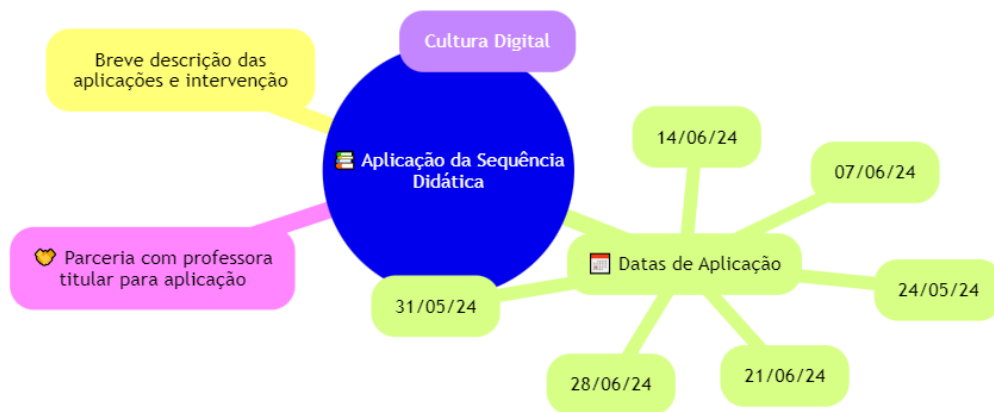 Cultura Digital
Breve descrição das
aplicações e intervenção
📚 Aplicação da Sequência
Didática
🤝 Parceria com professora
titular para aplicação
📅 Datas de Aplicação
14/06/24
07/06/24
24/05/24
21/06/24
28/06/24
31/05/24